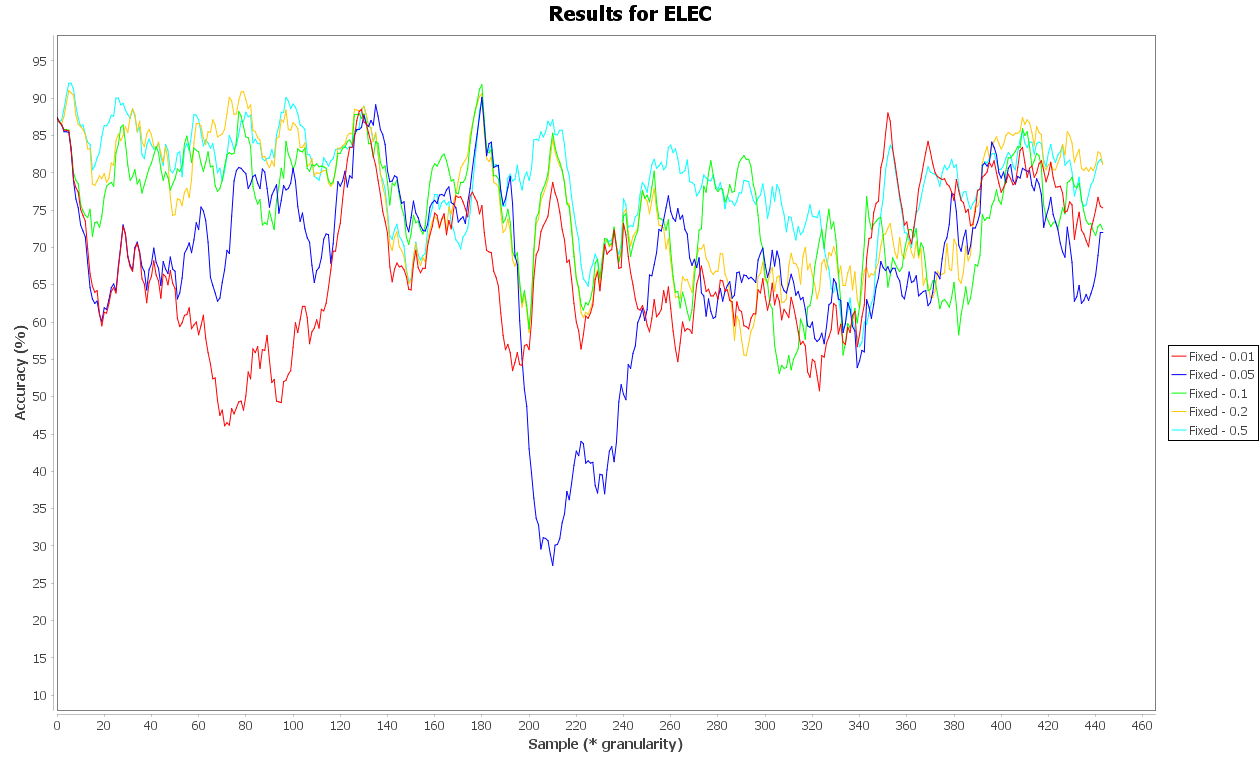 Results for ELEC
Accuracy (%)
95
90
85
80
75
70
65
60
55
50
45
40
35
30
25
20
15
10
0 20 40 60 80 100 120 140 160 180 200 220 240 260 280 300 320 340 360 380 400 420 440 460
Sample (* granularity)
Fixed - 0.01
Fixed - 0.05
Fixed - 0.1
Fixed - 0.2
Fixed - 0.5